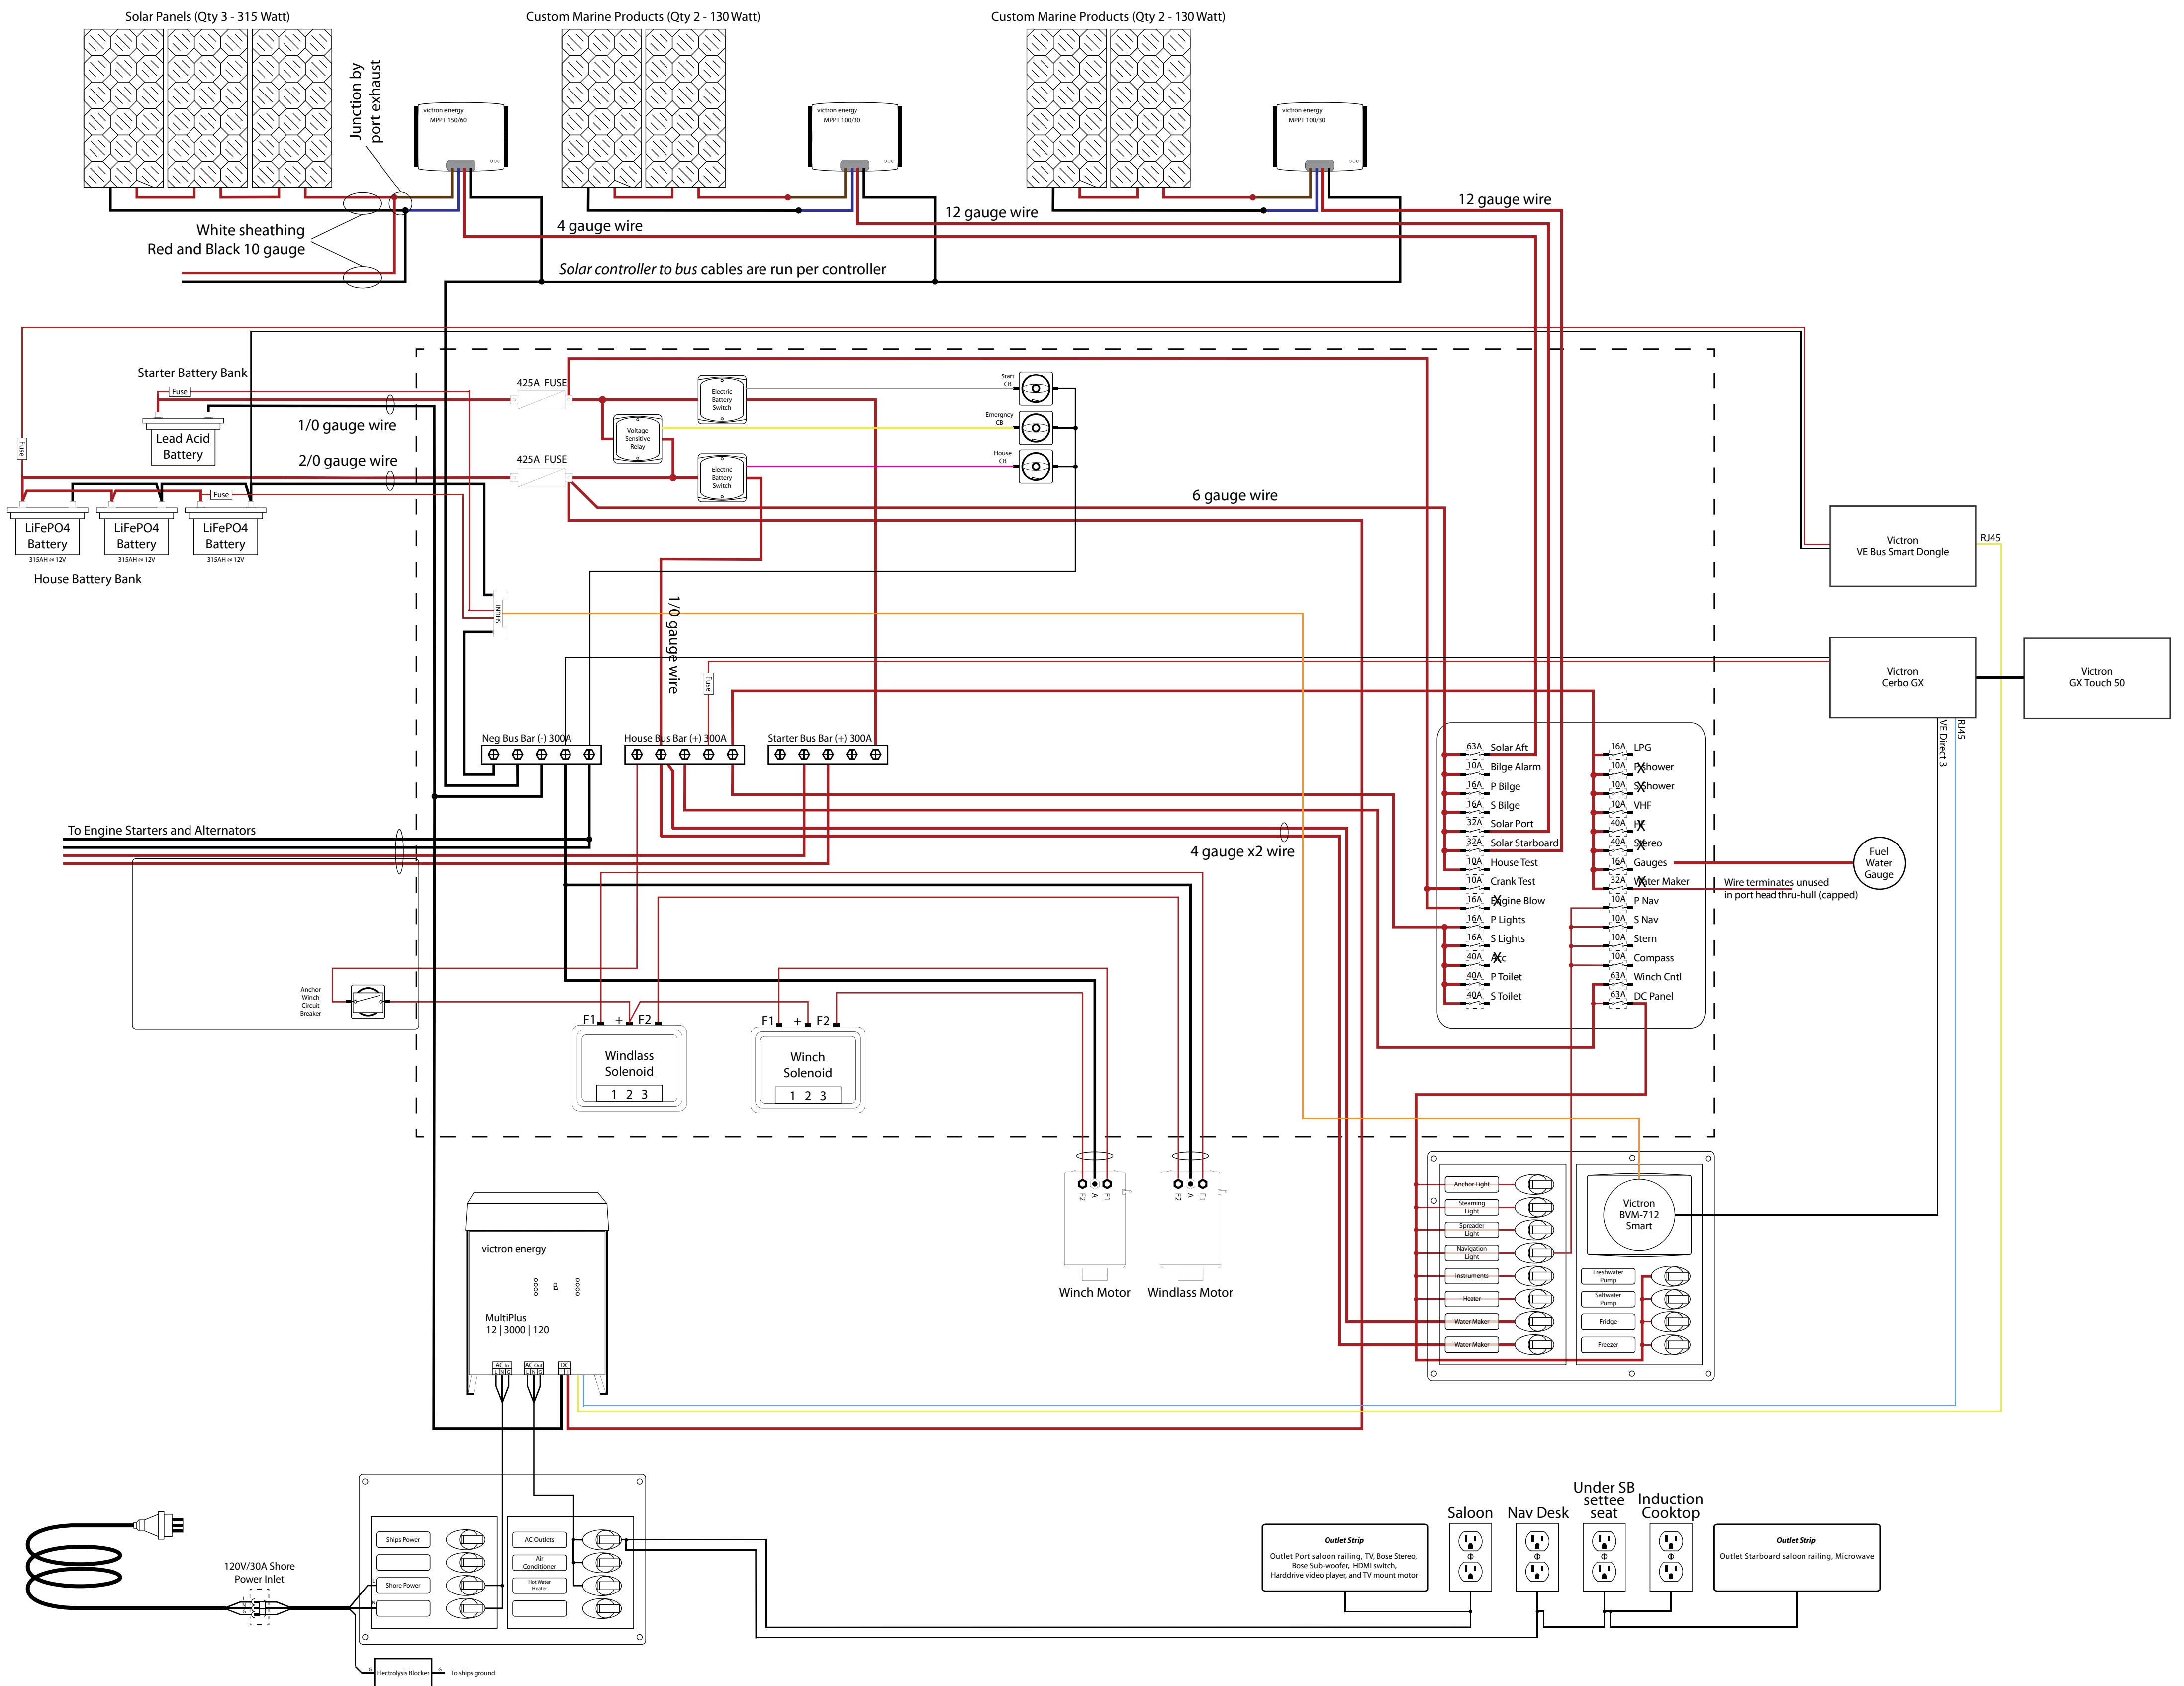 Solar Panels (Qty 3 - 315 Watt)
Custom Marine Products (Qty 2 - 130 Watt)
Custom Marine Products (Qty 2 - 130 Watt)
Junction by
port exhaust
victron energy
MPPT 150/60
victron energy
MPPT 100/30
victron energy
MPPT 100/30
White sheathing
Red and Black 10 gauge
4 gauge wire
12 gauge wire
12 gauge wire
Solar controller to bus cables are run per controller
Starter Battery Bank
Fuse
Lead Acid
Battery
1/0 gauge wire
2/0 gauge wire
Fuse
Fuse
LiFePO4
Battery
315AH @ 12V
LiFePO4
Battery
315AH @ 12V
LiFePO4
Battery
315AH @ 12V
House Battery Bank
425A FUSE
425A FUSE
Electric
Battery
Switch
Voltage
Sensitive
Relay
Electric
Battery
Switch
Start
CB
Emergncy
CB
House
CB
6 gauge wire
SHUNT
1/0 gauge wire
Fuse
Victron
VE Bus Smart Dongle
RJ45
Victron
Cerbo GX
Victron
GX Touch 50
VE Direct 3
RJ45
Neg Bus Bar (-) 300A
House Bus Bar (+) 300A
Starter Bus Bar (+) 300A
To Engine Starters and Alternators
4 gauge x2 wire
63A Solar Aft
10A Bilge Alarm
16A P Bilge
16A S Bilge
32A Solar Port
32A Solar Starboard
10A House Test
10A Crank Test
16A Engine Blow
X
16A P Lights
16A S Lights
40A Acc
X
40A P Toilet
40A S Toilet
16A LPG
10A P Shower
X
10A S Shower
X
10A VHF
40A HF
X
40A Stereo
X
16A Gauges
32A Water Maker
X
10A P Nav
10A S Nav
10A Stern
10A Compass
63A Winch Cntl
63A DC Panel
Fuel
Water
Gauge
Wire terminates unused
in port head thru-hull (capped)
Anchor
Winch
Circuit
Breaker
F1 + F2
Windlass
Solenoid
1 2 3
F1 + F2
Winch
Solenoid
1 2 3
F2
A
F1
F2
A
F1
Winch Motor
Windlass Motor
Anchor Light
Steaming
Light
Spreader
Light
Navigation
Light
Instruments
Heater
Water Maker
Water Maker
Victron
BVM-712
Smart
Freshwater
Pump
Saltwater
Pump
Fridge
Freezer
victron energy
MultiPlus
12 | 3000 | 120
AC In
L N G
AC Out
L N G
DC
- +
Ships Power
Shore Power
AC Outlets
Air
Conditioner
Hot Water
Heater
120V/30A Shore
Power Inlet
L
N
G
L
N
G
Electrolysis Blocker
G
To ships ground
Outlet Strip
Outlet Port saloon railing, TV, Bose Stereo,
Bose Sub-woofer, HDMI switch,
Harddrive video player, and TV mount motor
Saloon
Nav Desk
Under SB
settee
seat
Induction
Cooktop
Outlet Strip
Outlet Starboard saloon railing, Microwave